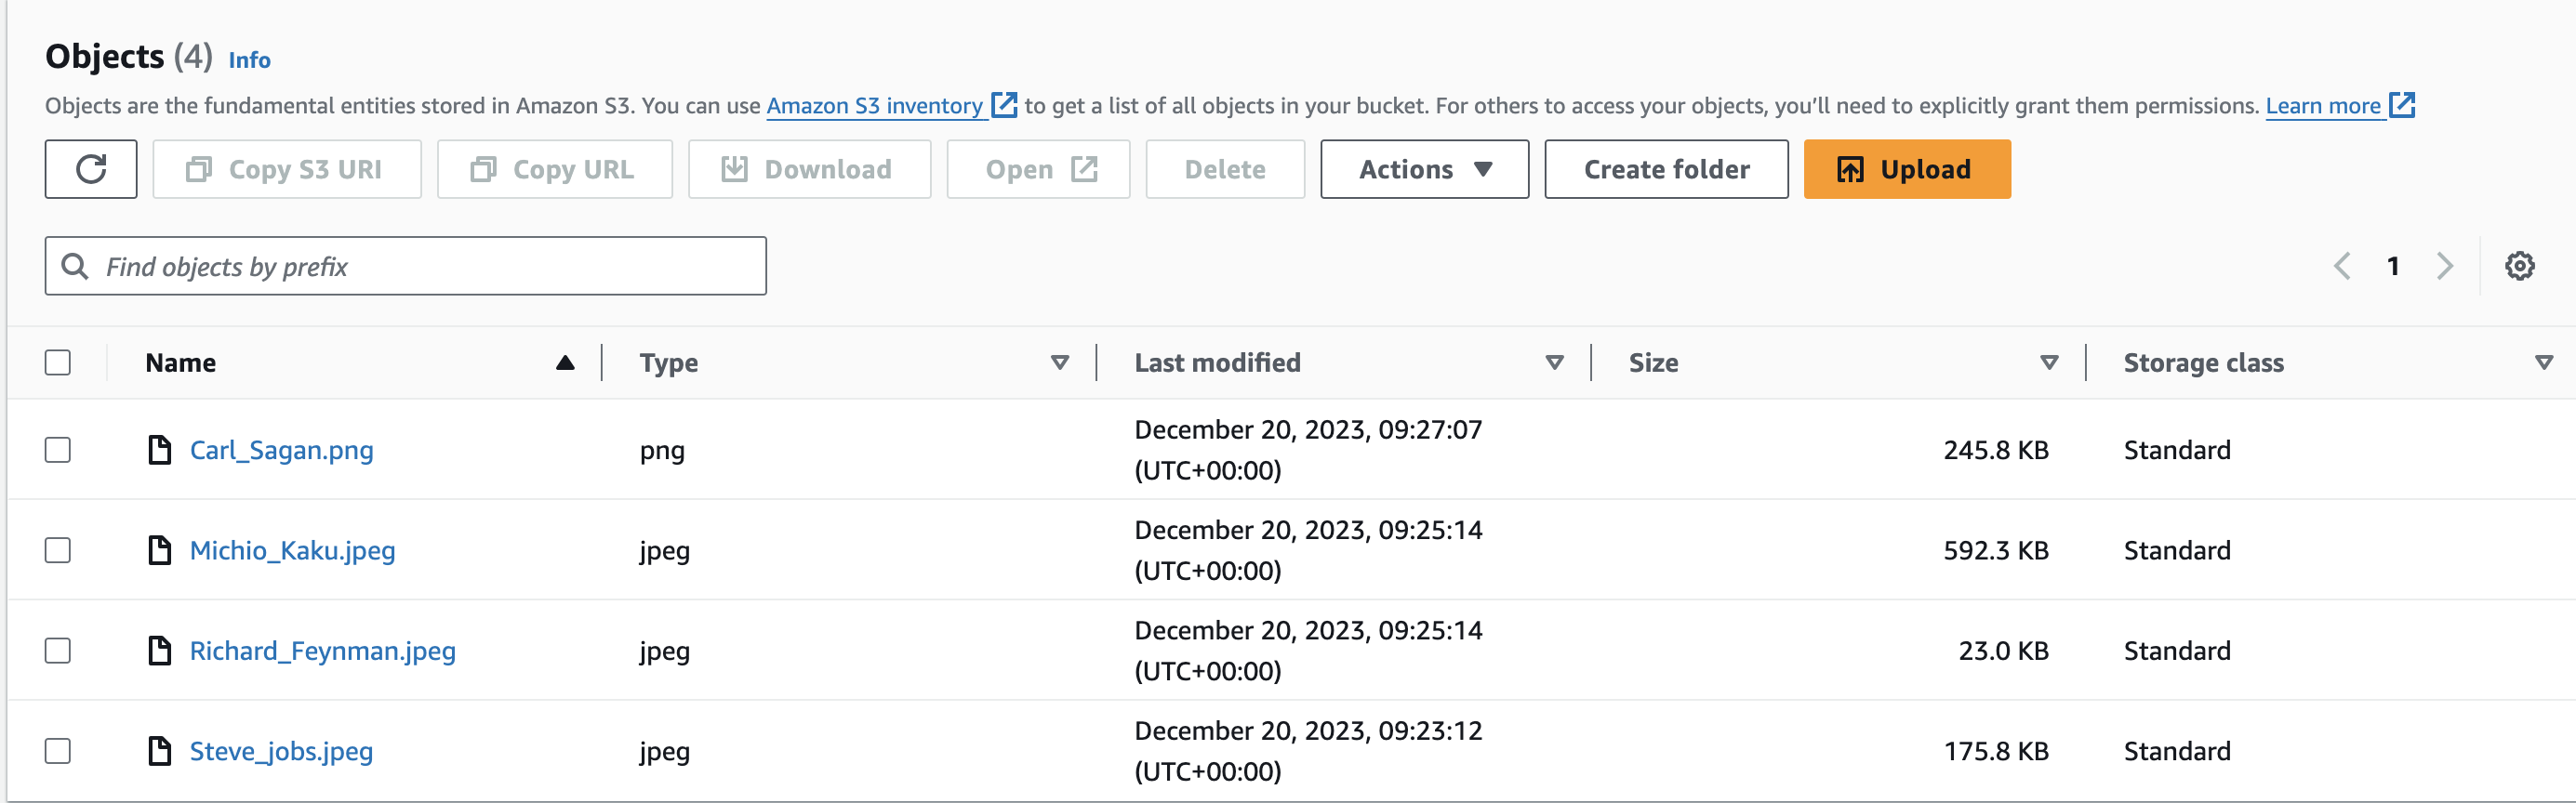 Objects (4) Info
Objects are the fundamental entities stored in Amazon S3. You can use Amazon S3 inventory to get a list of all objects in your bucket. For others to access your objects, you’ll need to explicitly grant them permissions. Learn more
Copy S3 URI Copy URL Download Open Delete Actions Create folder Upload
Find objects by prefix 1
Name Type Last modified Size Storage class
Carl_Sagan.png png December 20, 2023, 09:27:07 245.8 KB Standard
(UTC+00:00)
Michio_Kaku.jpeg jpeg December 20, 2023, 09:25:14 592.3 KB Standard
(UTC+00:00)
Richard_Feynman.jpeg jpeg December 20, 2023, 09:25:14 23.0 KB Standard
(UTC+00:00)
Steve_jobs.jpeg jpeg December 20, 2023, 09:23:12 175.8 KB Standard
(UTC+00:00)